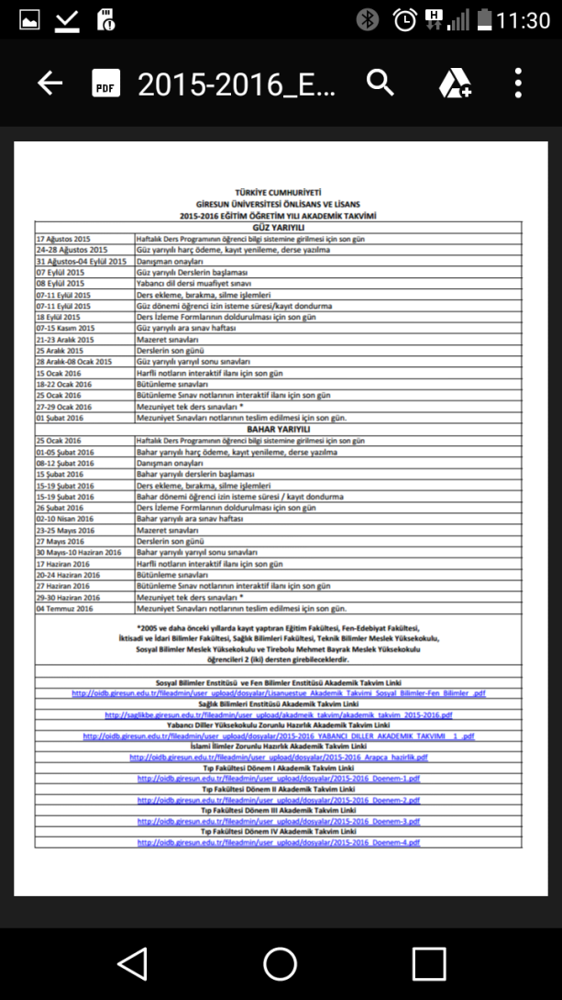 11:30
PDF 2015-2016_E...
TÜRKİYE CUMHURİYETİ
GİRESUN ÜNİVERSİTESİ ÖNLİSANS VE LİSANS
2015-2016 EĞİTİM ÖĞRETİM YILI AKADEMİK TAKVİMİ
GÜZ YARIYILI
17 Ağustos 2015 Haftalık Ders Programının öğrenci bilgi sistemine girilmesi için son gün
24-28 Ağustos 2015 Güz yarıyılı harç ödeme, kayıt yenileme, derse yazılma
31 Ağustos-04 Eylül 2015 Danışman onayları
07 Eylül 2015 Güz yarıyılı Derslerin başlaması
08 Eylül 2015 Yabancı dil dersi muafiyet sınavı
07-11 Eylül 2015 Ders ekleme, bırakma, silme işlemleri
07-11 Eylül 2015 Güz dönemi öğrenci izin isteme süresi/kayıt dondurma
18 Eylül 2015 Ders İzleme Formlarının doldurulması için son gün
07-15 Kasım 2015 Güz yarıyılı ara sınav haftası
21-23 Aralık 2015 Mazeret sınavları
25 Aralık 2015 Derslerin son günü
28 Aralık-08 Ocak 2015 Güz yarıyılı yarıyıl sonu sınavları
15 Ocak 2016 Harfli notların interaktif ilanı için son gün
18-22 Ocak 2016 Bütünleme sınavları
25 Ocak 2016 Bütünleme Sınav notlarının interaktif ilanı için son gün
27-29 Ocak 2016 Mezuniyet tek ders sınavları *
01 Şubat 2016 Mezuniyet Sınavları notlarının teslim edilmesi için son gün.
BAHAR YARIYILI
25 Ocak 2016 Haftalık Ders Programının öğrenci bilgi sistemine girilmesi için son gün
01-05 Şubat 2016 Bahar yarıyılı harç ödeme, kayıt yenileme, derse yazılma
08-12 Şubat 2016 Danışman onayları
15 Şubat 2016 Bahar yarıyılı derslerin başlaması
15-19 Şubat 2016 Ders ekleme, bırakma, silme işlemleri
15-19 Şubat 2016 Bahar dönemi öğrenci izin isteme süresi / kayıt dondurma
26 Şubat 2016 Ders İzleme Formlarının doldurulması için son gün
02-10 Nisan 2016 Bahar yarıyılı ara sınav haftası
23-25 Mayıs 2016 Mazeret sınavları
27 Mayıs 2016 Derslerin son günü
30 Mayıs-10 Haziran 2016 Bahar yarıyılı yarıyıl sonu sınavları
17 Haziran 2016 Harfli notların interaktif ilanı için son gün
20-24 Haziran 2016 Bütünleme sınavları
27 Haziran 2016 Bütünleme Sınav notlarının interaktif ilanı için son gün
29-30 Haziran 2016 Mezuniyet tek ders sınavları *
04 Temmuz 2016 Mezuniyet Sınavları notlarının teslim edilmesi için son gün.
*2005 ve daha önceki yıllarda kayıt yaptıran Eğitim Fakültesi, Fen-Edebiyat Fakültesi,
İktisadi ve İdari Bilimler Fakültesi, Sağlık Bilimleri Fakültesi, Teknik Bilimler Meslek Yüksekokulu,
Sosyal Bilimler Meslek Yüksekokulu ve Tirebolu Mehmet Bayrak Meslek Yüksekokulu
öğrencileri 2 (iki) dersten girebileceklerdir.
Sosyal Bilimler Enstitüsü ve Fen Bilimler Enstitüsü Akademik Takvim Linki
http://oidb.giresun.edu.tr/fileadmin/user_upload/dosyalar/Lisanuestue_Akademik_Takvimi_Sosyal_Bilimler-Fen_Bilimler_.pdf
Sağlık Bilimleri Enstitüsü Akademik Takvim Linki
http://saglikbe.giresun.edu.tr/fileadmin/user_upload/akadmeik_takvim/akademik_takvim_2015-2016.pdf
Yabancı Diller Yüksekokulu Zorunlu Hazırlık Akademik Takvim Linki
http://oidb.giresun.edu.tr/fileadmin/user_upload/dosyalar/2015-2016_YABANCI_DILLER_AKADEMIK_TAKVIMI__1_.pdf
İslami İlimler Zorunlu Hazırlık Akademik Takvim Linki
http://oidb.giresun.edu.tr/fileadmin/user_upload/dosyalar/2015-2016_Arapca_hazirlik.pdf
Tıp Fakültesi Dönem I Akademik Takvim Linki
http://oidb.giresun.edu.tr/fileadmin/user_upload/dosyalar/2015-2016_Doenem-1.pdf
Tıp Fakültesi Dönem II Akademik Takvim Linki
http://oidb.giresun.edu.tr/fileadmin/user_upload/dosyalar/2015-2016_Doenem-2.pdf
Tıp Fakültesi Dönem III Akademik Takvim Linki
http://oidb.giresun.edu.tr/fileadmin/user_upload/dosyalar/2015-2016_Doenem-3.pdf
Tıp Fakültesi Dönem IV Akademik Takvim Linki
http://oidb.giresun.edu.tr/fileadmin/user_upload/dosyalar/2015-2016_Doenem-4.pdf